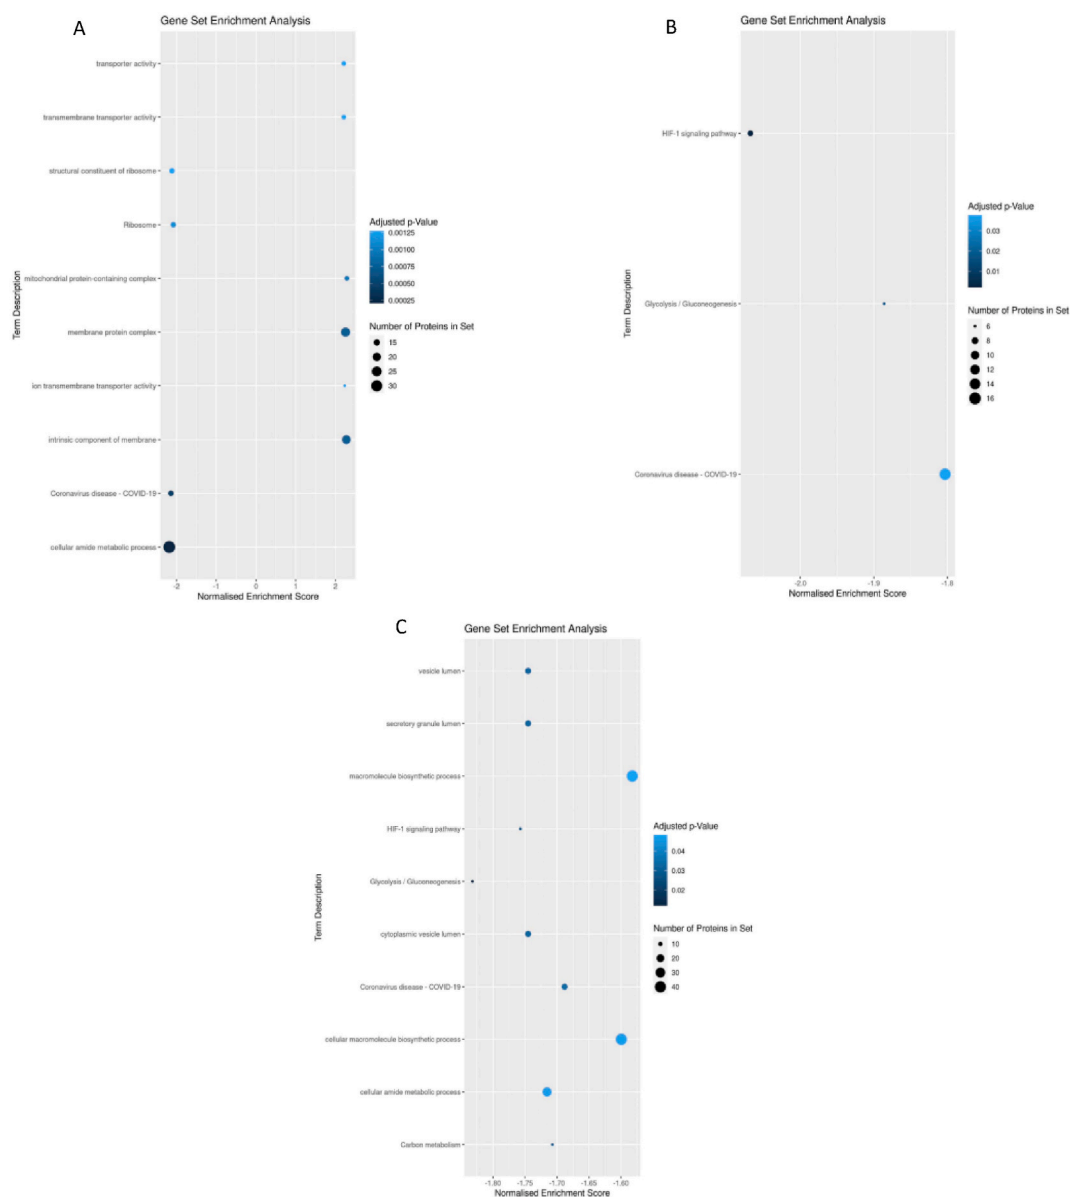 A
Gene Set Enrichment Analysis
Term Description
transporter activity
transmembrane transporter activity
structural constituent of ribosome
Ribosome
mitochondrial protein-containing complex
membrane protein complex
ion transmembrane transporter activity
intrinsic component of membrane
Coronavirus disease - COVID-19
cellular amide metabolic process
-2 -1 0 1 2
Normalised Enrichment Score
Adjusted p-Value
0.00125
0.00100
0.00075
0.00050
0.00025
Number of Proteins in Set
15
20
25
30
B
Gene Set Enrichment Analysis
Term Description
HIF-1 signaling pathway
Glycolysis / Gluconeogenesis
Coronavirus disease - COVID-19
-2.0 -1.9 -1.8
Normalised Enrichment Score
Adjusted p-Value
0.03
0.02
0.01
Number of Proteins in Set
6
8
10
12
14
16
C
Gene Set Enrichment Analysis
Term Description
vesicle lumen
secretory granule lumen
macromolecule biosynthetic process
HIF-1 signaling pathway
Glycolysis / Gluconeogenesis
cytoplasmic vesicle lumen
Coronavirus disease - COVID-19
cellular macromolecule biosynthetic process
cellular amide metabolic process
Carbon metabolism
-1.80 -1.75 -1.70 -1.65 -1.60
Normalised Enrichment Score
Adjusted p-Value
0.04
0.03
0.02
Number of Proteins in Set
10
20
30
40